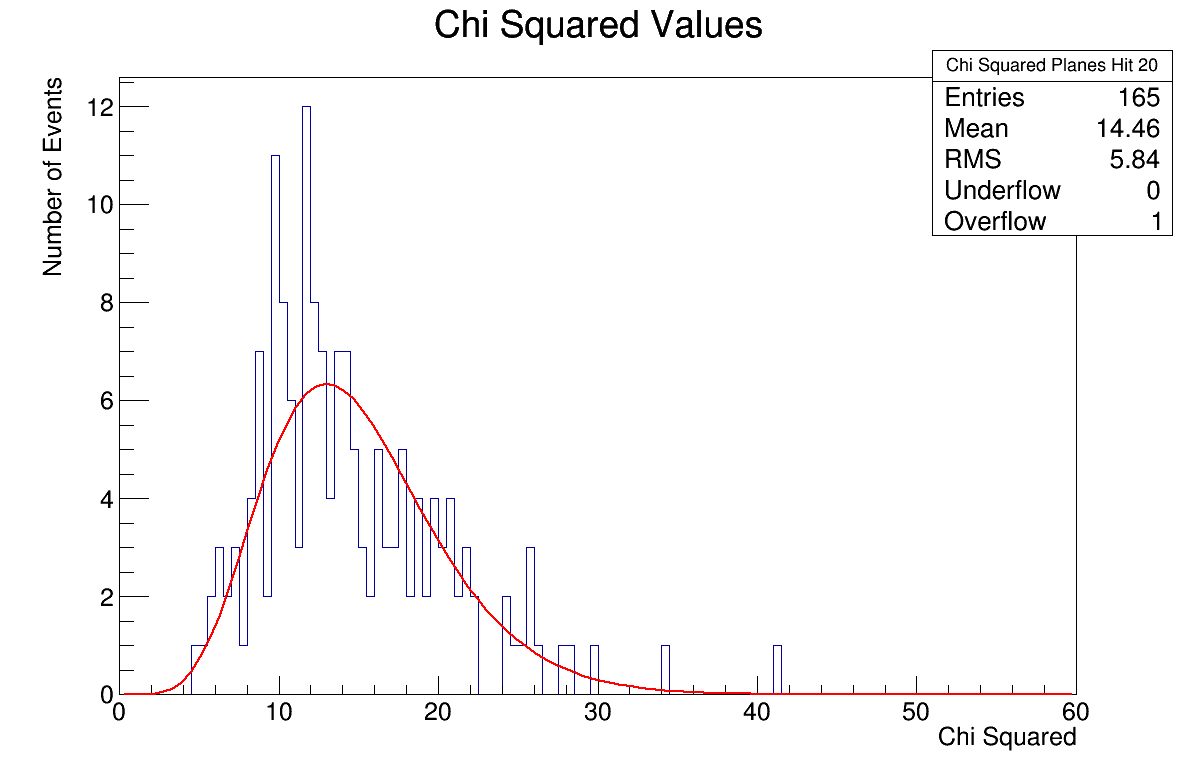 Chi Squared Values
Chi Squared Planes Hit 20
Entries 165
Mean 14.46
RMS 5.84
Underflow 0
Overflow 1
Number of Events
12
10
8
6
4
2
0
0 10 20 30 40 50 60
Chi Squared